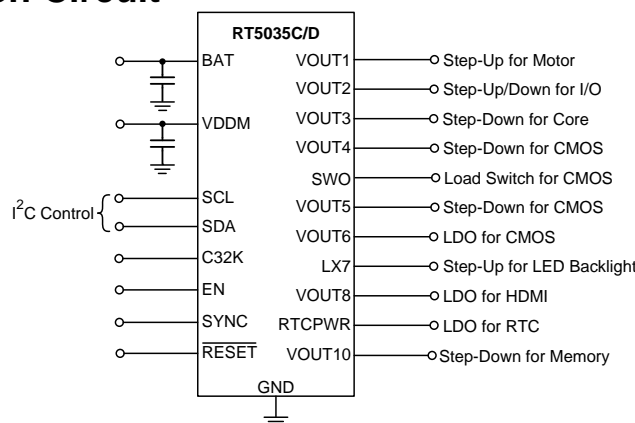 RT5035C/D
BAT VOUT1 Step-Up for Motor
VOUT2 Step-Up/Down for I/O
VDDM VOUT3 Step-Down for Core
VOUT4 Step-Down for CMOS
SWO Load Switch for CMOS
I²C Control SCL VOUT5 Step-Down for CMOS
SDA VOUT6 LDO for CMOS
C32K LX7 Step-Up for LED Backlight
EN VOUT8 LDO for HDMI
SYNC RTCPWR LDO for RTC
RESET VOUT10 Step-Down for Memory
GND